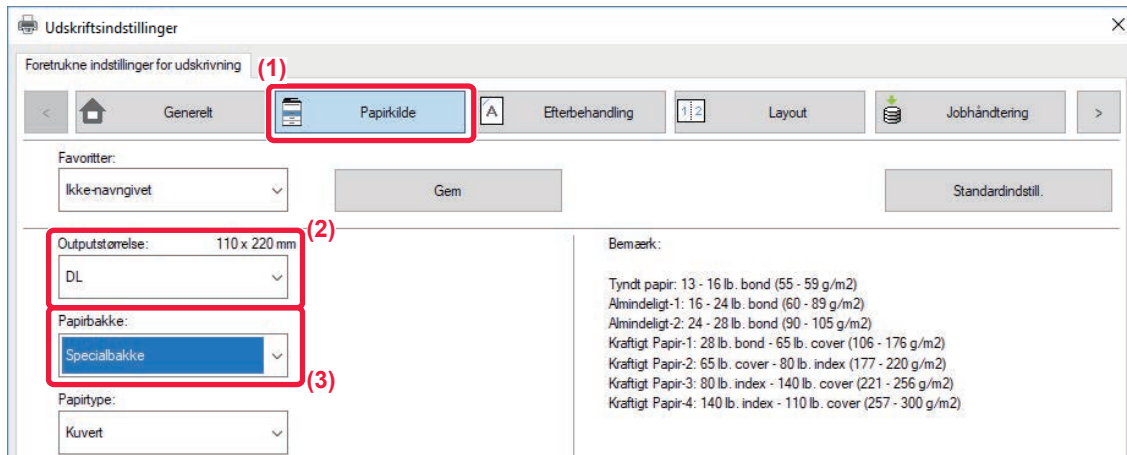 Udskriftsindstillinger
Foretrukne indstillinger for udskrivning
(1)
< Generelt Papirkilde A Efterbehandling 1 2 Layout Jobhåndtering >
Favoritter:
Ikke-navngivet Gem Standardindstill.
(2)
Outputstørrelse: 110 x 220 mm
DL
Papirbakke:
Specialbakke
(3)
Papirtype:
Kuvert
Bemærk:
Tyndt papir: 13 - 16 lb. bond (55 - 59 g/m2)
Almindeligt-1: 16 - 24 lb. bond (60 - 89 g/m2)
Almindeligt-2: 24 - 28 lb. bond (90 - 105 g/m2)
Kraftigt Papir-1: 28 lb. bond - 65 lb. cover (106 - 176 g/m2)
Kraftigt Papir-2: 65 lb. cover - 80 lb. index (177 - 220 g/m2)
Kraftigt Papir-3: 80 lb. index - 140 lb. cover (221 - 256 g/m2)
Kraftigt Papir-4: 140 lb. index - 110 lb. cover (257 - 300 g/m2)